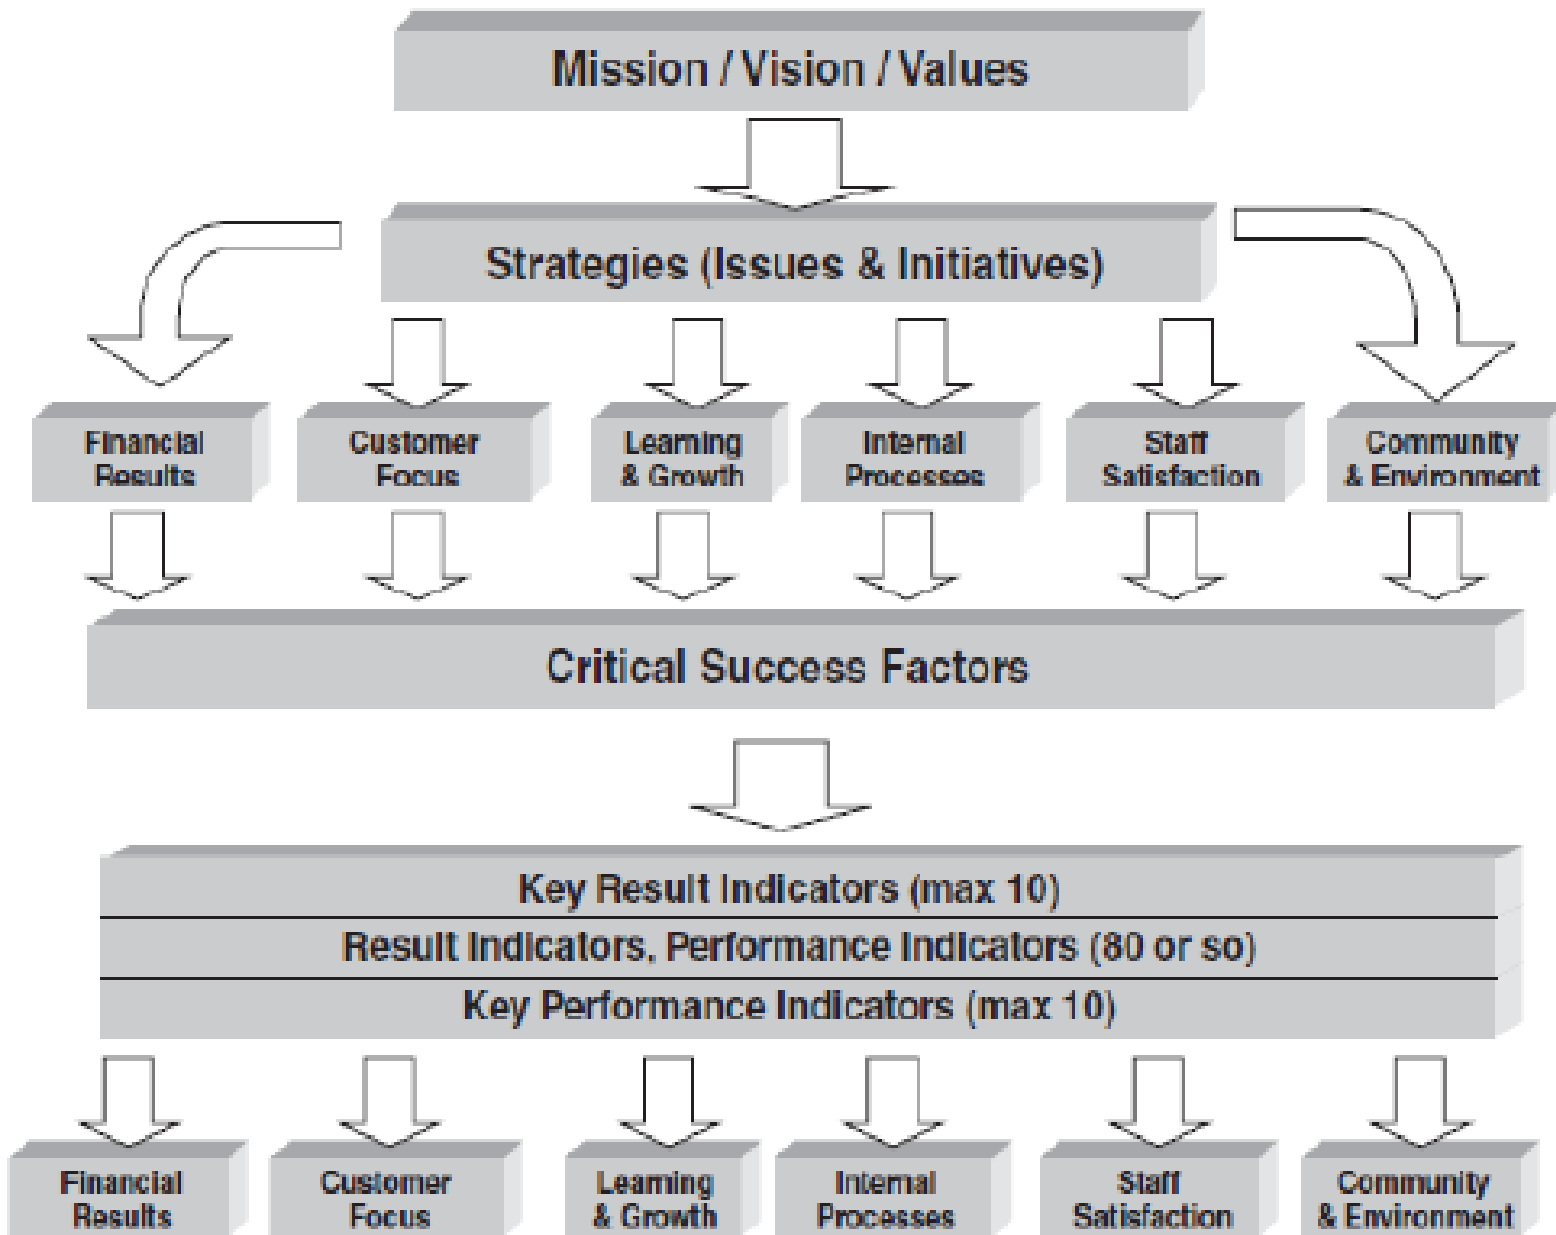 Mission / Vision / Values
Strategies (Issues & Initiatives)
Financial
Results
Customer
Focus
Learning
& Growth
Internal
Processes
Staff
Satisfaction
Community
& Environment
Critical Success Factors
Key Result Indicators (max 10)
Result Indicators, Performance Indicators (80 or so)
Key Performance Indicators (max 10)
Financial
Results
Customer
Focus
Learning
& Growth
Internal
Processes
Staff
Satisfaction
Community
& Environment